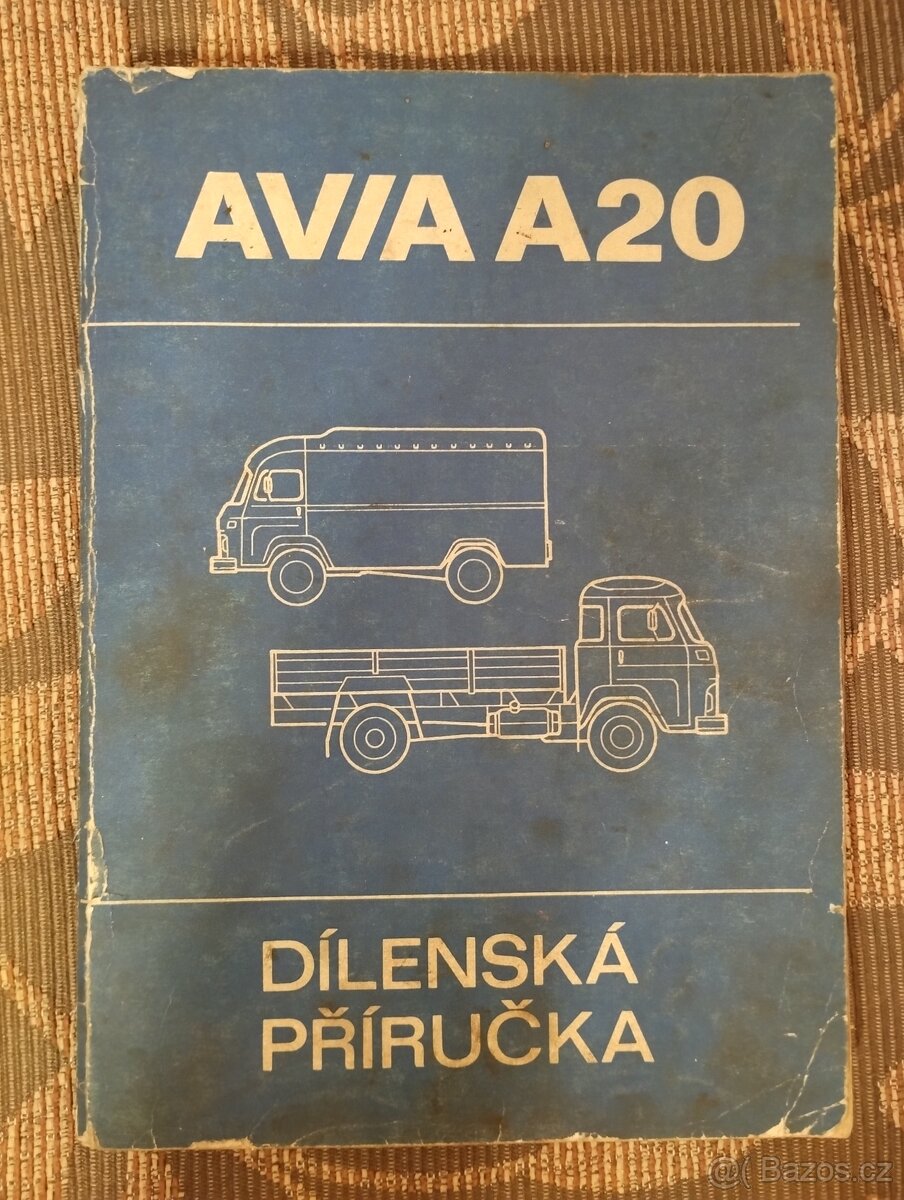 AVIA A20
DÍLENSKÁ
PŘÍRUČKA
Bazos.cz